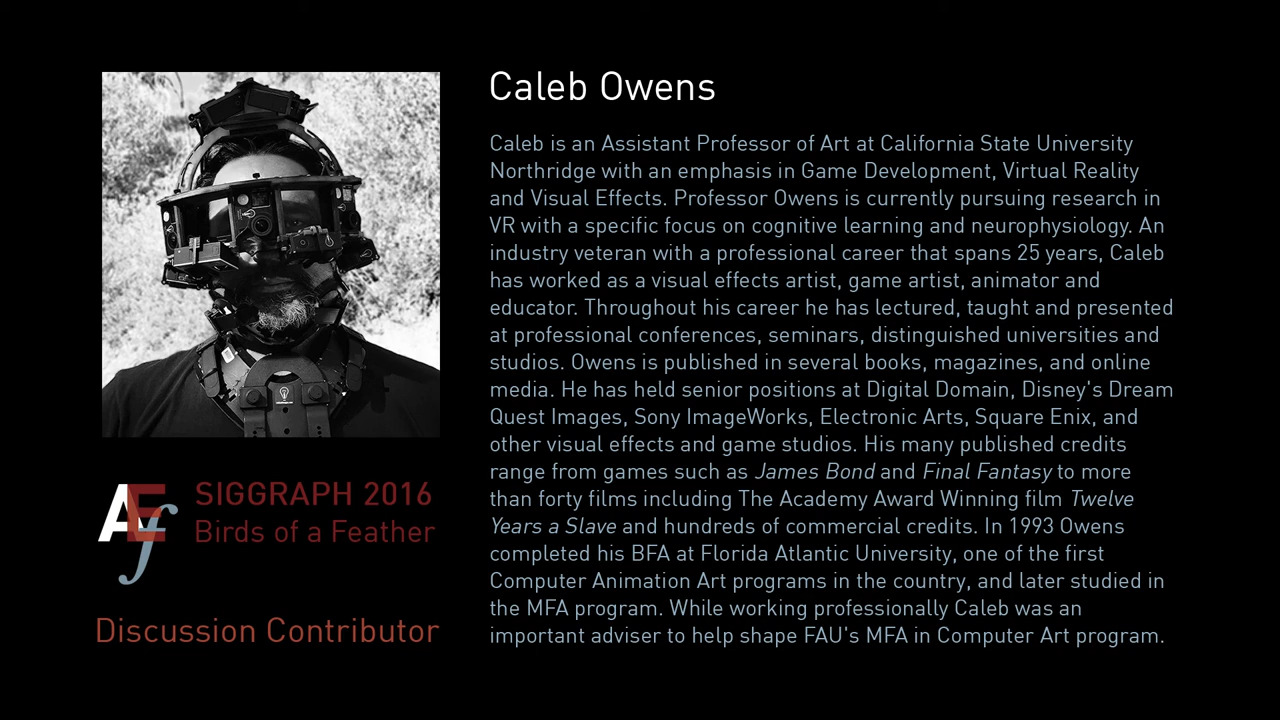 Caleb Owens
Caleb is an Assistant Professor of Art at California State University
Northridge with an emphasis in Game Development, Virtual Reality
and Visual Effects. Professor Owens is currently pursuing research in
VR with a specific focus on cognitive learning and neurophysiology. An
industry veteran with a professional career that spans 25 years, Caleb
has worked as a visual effects artist, game artist, animator and
educator. Throughout his career he has lectured, taught and presented
at professional conferences, seminars, distinguished universities and
studios. Owens is published in several books, magazines, and online
media. He has held senior positions at Digital Domain, Disney's Dream
Quest Images, Sony ImageWorks, Electronic Arts, Square Enix, and
other visual effects and game studios. His many published credits
range from games such as James Bond and Final Fantasy to more
than forty films including The Academy Award Winning film Twelve
Years a Slave and hundreds of commercial credits. In 1993 Owens
completed his BFA at Florida Atlantic University, one of the first
Computer Animation Art programs in the country, and later studied in
the MFA program. While working professionally Caleb was an
important adviser to help shape FAU's MFA in Computer Art program.
AEf
SIGGRAPH 2016
Birds of a Feather
Discussion Contributor